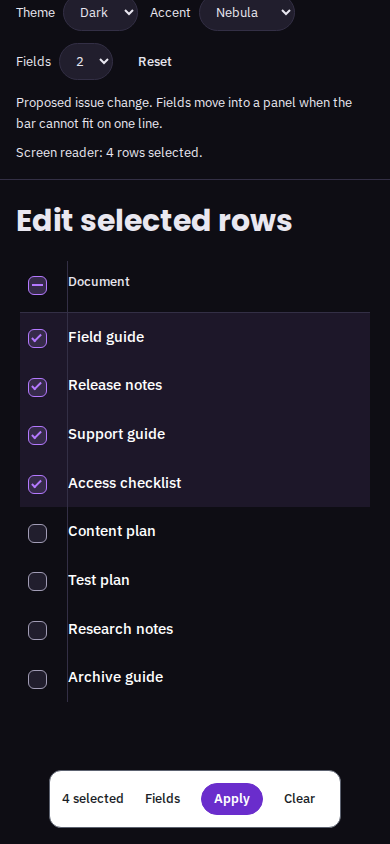 Theme Dark Accent Nebula
Fields 2 Reset
Proposed issue change. Fields move into a panel when the
bar cannot fit on one line.
Screen reader: 4 rows selected.
Edit selected rows
Document
Field guide
Release notes
Support guide
Access checklist
Content plan
Test plan
Research notes
Archive guide
4 selected Fields Apply Clear